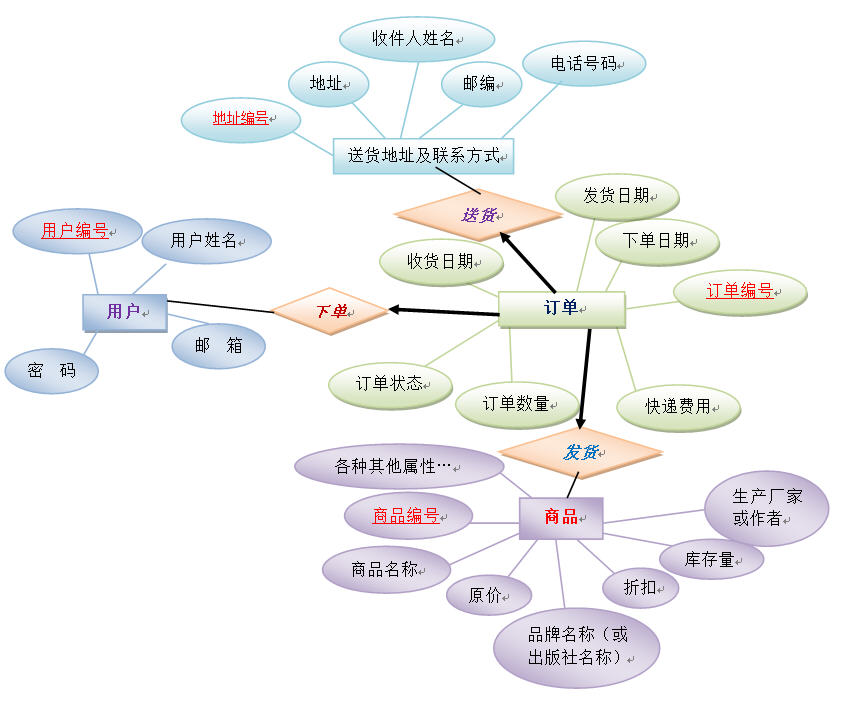 收件人姓名
地址
邮编
电话号码
地址编号
送货地址及联系方式
送货
发货日期
用户编号
用户姓名
收货日期
下单日期
订单编号
用户
下单
订单
密 码
邮 箱
订单状态
订单数量
快递费用
发货
各种其他属性…
商品编号
商品
生产厂家
或作者
商品名称
库存量
原价
折扣
品牌名称（或
出版社名称）